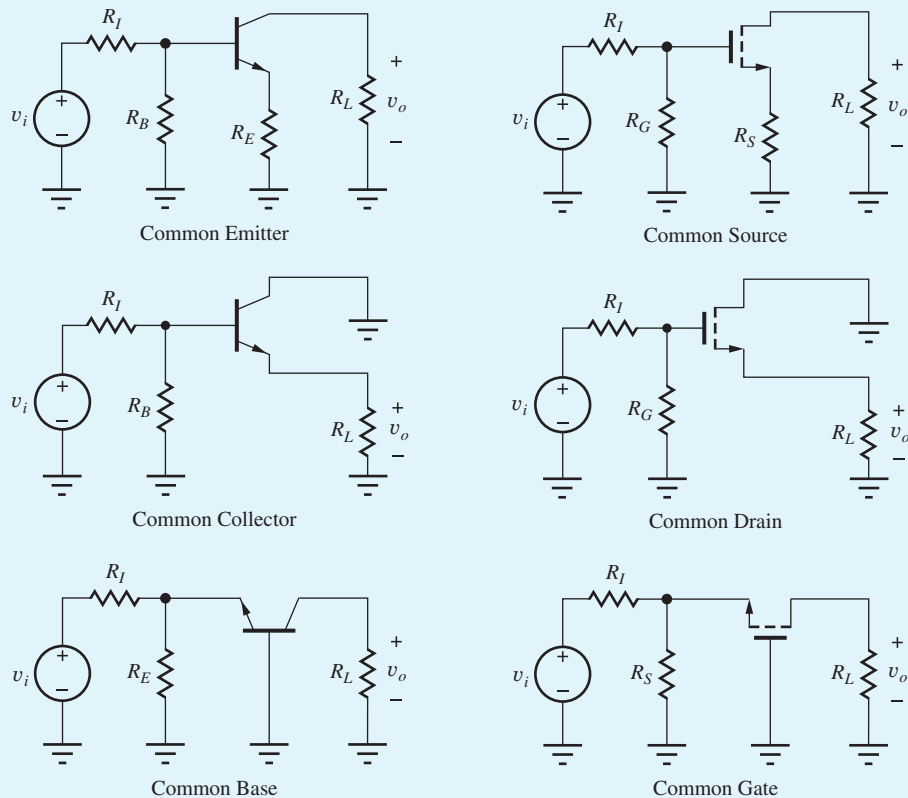 R_I
v_i
+
−
R_B
R_E
R_L
+
v_o
−
Common Emitter
R_I
v_i
+
−
R_G
R_S
R_L
+
v_o
−
Common Source
R_I
v_i
+
−
R_B
R_L
+
v_o
−
Common Collector
R_I
v_i
+
−
R_G
R_L
+
v_o
−
Common Drain
R_I
v_i
+
−
R_E
R_L
+
v_o
−
Common Base
R_I
v_i
+
−
R_S
R_L
+
v_o
−
Common Gate